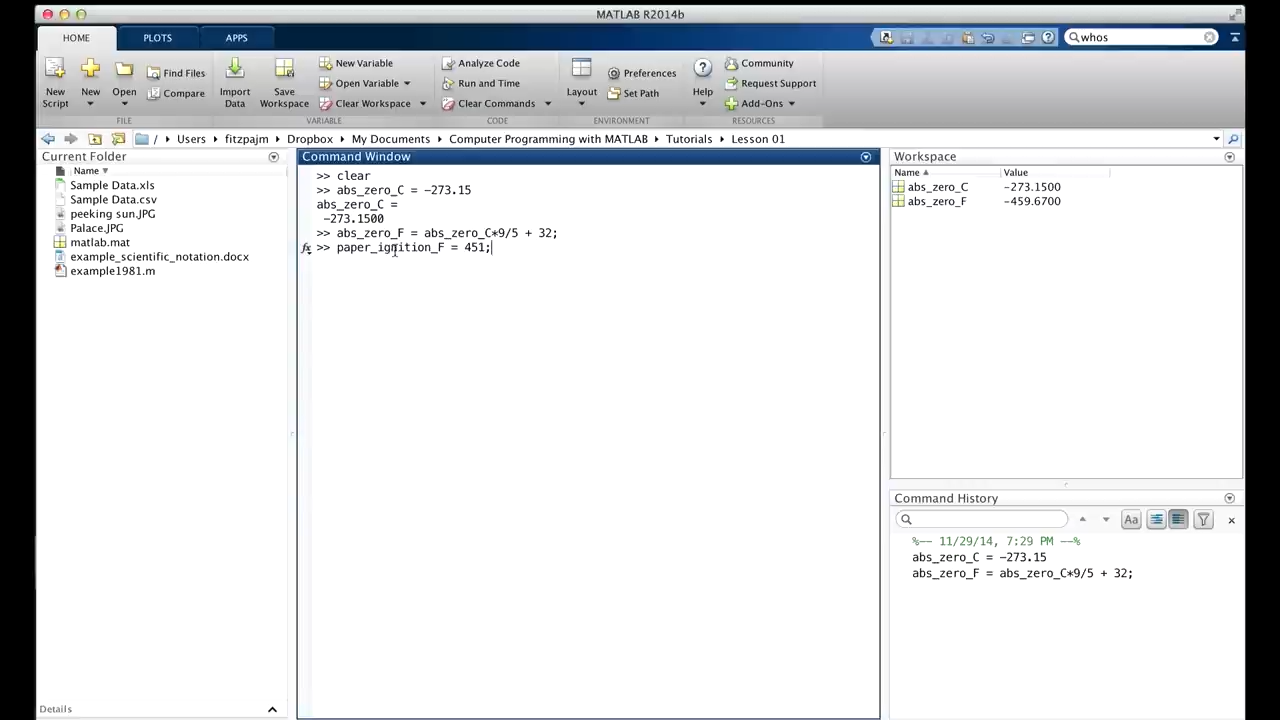 MATLAB R2014b
HOME PLOTS APPS
whos
New Script
New
Open
Find Files
Compare
FILE
Import Data
Save Workspace
New Variable
Open Variable
Clear Workspace
VARIABLE
Analyze Code
Run and Time
Clear Commands
CODE
Layout
Preferences
Set Path
ENVIRONMENT
Help
Community
Request Support
Add-Ons
RESOURCES
/ Users fitzpajm Dropbox My Documents Computer Programming with MATLAB Tutorials Lesson 01
Current Folder
Name
Sample Data.xls
Sample Data.csv
peeking sun.JPG
Palace.JPG
matlab.mat
example_scientific_notation.docx
example1981.m
Details
Command Window
>> clear
>> abs_zero_C = -273.15
abs_zero_C =
-273.1500
>> abs_zero_F = abs_zero_C*9/5 + 32;
fx >> paper_ignition_F = 451;
Workspace
Name Value
abs_zero_C -273.1500
abs_zero_F -459.6700
Command History
Aa
%-- 11/29/14, 7:29 PM --%
abs_zero_C = -273.15
abs_zero_F = abs_zero_C*9/5 + 32;